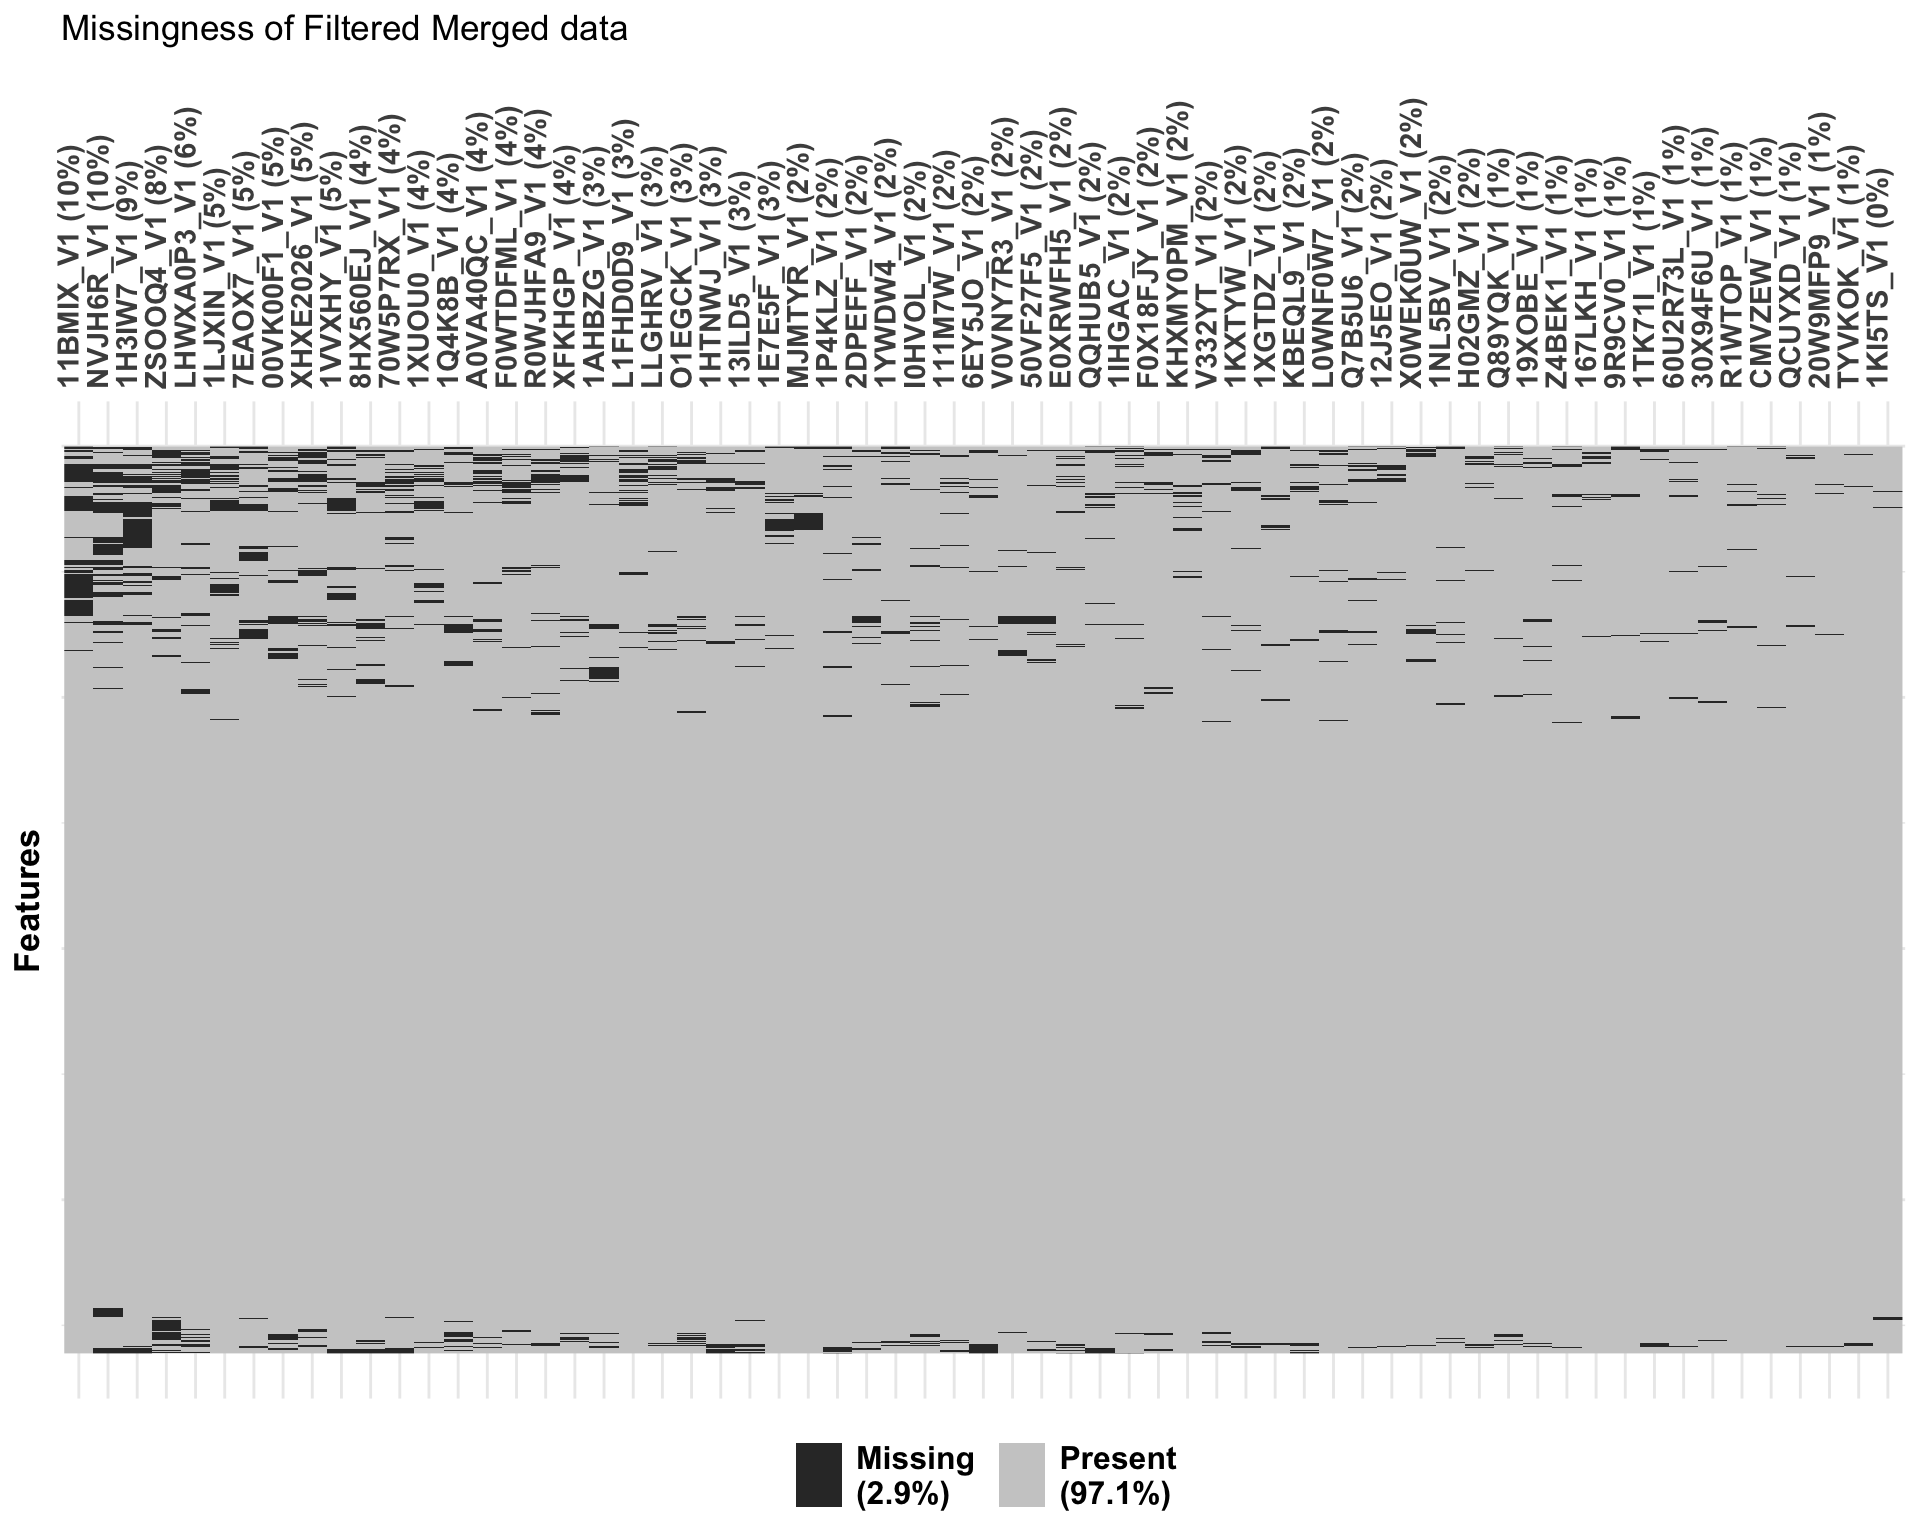 Missingness of Filtered Merged data
11BMIX_V1 (10%)
NVJH6R_V1 (10%)
1H3IW7_V1 (9%)
ZSOOQ4_V1 (8%)
LHWXA0P3_V1 (6%)
1LJXIN_V1 (5%)
7EAOX7_V1 (5%)
00VK00F1_V1 (5%)
XHXE2026_V1 (5%)
1VVXHY_V1 (5%)
8HX560EJ_V1 (4%)
70W5P7RX_V1 (4%)
1XUOU0_V1 (4%)
1Q4K8B_V1 (4%)
A0VA40QC_V1 (4%)
F0WTDFML_V1 (4%)
R0WJHFA9_V1 (4%)
XFKHGP_V1 (4%)
1AHBZG_V1 (3%)
L1FHD0D9_V1 (3%)
LLGHRV_V1 (3%)
O1EGCK_V1 (3%)
1HTNWJ_V1 (3%)
13ILD5_V1 (3%)
1E7E5F_V1 (3%)
MJMTYR_V1 (2%)
1P4KLZ_V1 (2%)
2DPEFF_V1 (2%)
1YWDW4_V1 (2%)
I0HVOL_V1 (2%)
111M7W_V1 (2%)
6EY5JO_V1 (2%)
V0VNY7R3_V1 (2%)
50VF27F5_V1 (2%)
E0XRWFH5_V1 (2%)
QQHUB5_V1 (2%)
1IHGAC_V1 (2%)
F0X18FJY_V1 (2%)
KHXMY0PM_V1 (2%)
V332YT_V1 (2%)
1KXTYW_V1 (2%)
1XGTDZ_V1 (2%)
KBEQL9_V1 (2%)
L0WNF0W7_V1 (2%)
Q7B5U6_V1 (2%)
12J5EO_V1 (2%)
X0WEK0UW_V1 (2%)
1NL5BV_V1 (2%)
H02GMZ_V1 (2%)
Q89YQK_V1 (1%)
19XOBE_V1 (1%)
Z4BEK1_V1 (1%)
167LKH_V1 (1%)
9R9CV0_V1 (1%)
1TK71I_V1 (1%)
60U2R73L_V1 (1%)
30X94F6U_V1 (1%)
R1WTOP_V1 (1%)
CMVZEW_V1 (1%)
QCUYXD_V1 (1%)
20W9MFP9_V1 (1%)
TYVKOK_V1 (1%)
1KI5TS_V1 (0%)
Features
Missing
(2.9%)
Present
(97.1%)